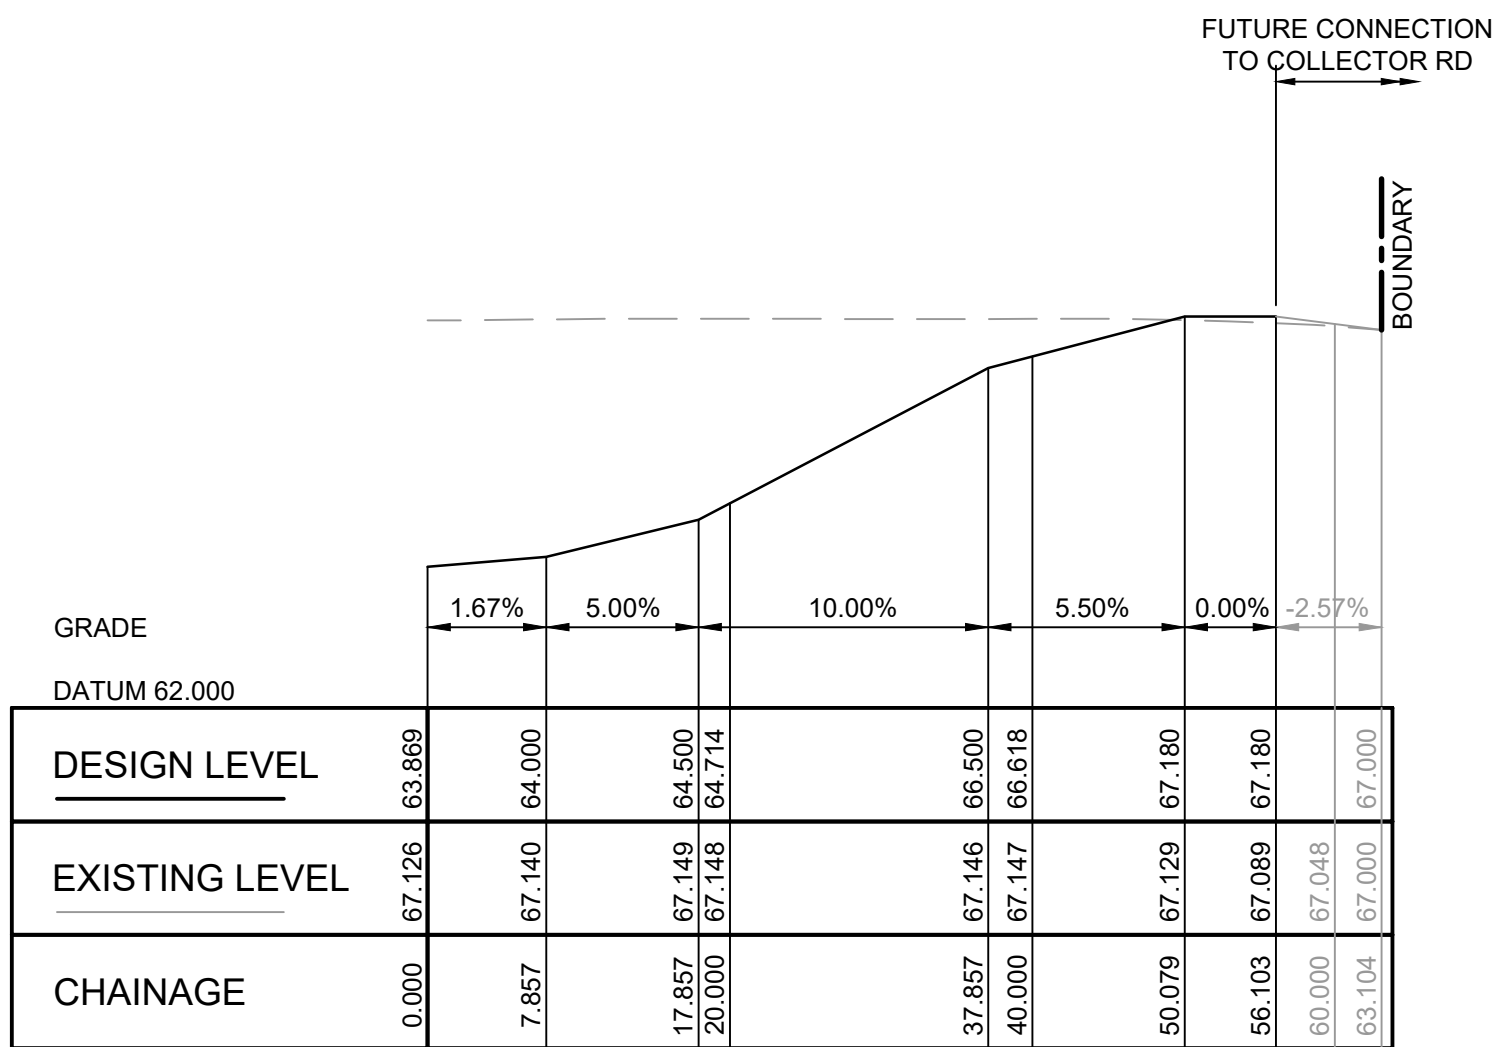 FUTURE CONNECTION
TO COLLECTOR RD
BOUNDARY
GRADE
1.67% 5.00% 10.00% 5.50% 0.00% -2.57%
DATUM 62.000
DESIGN LEVEL 63.869 64.000 64.500 64.714 66.500 66.618 67.180 67.180 67.000
EXISTING LEVEL 67.126 67.140 67.149 67.148 67.146 67.147 67.129 67.089 67.048 67.000
CHAINAGE 0.000 7.857 17.857 20.000 37.857 40.000 50.079 56.103 60.000 63.104